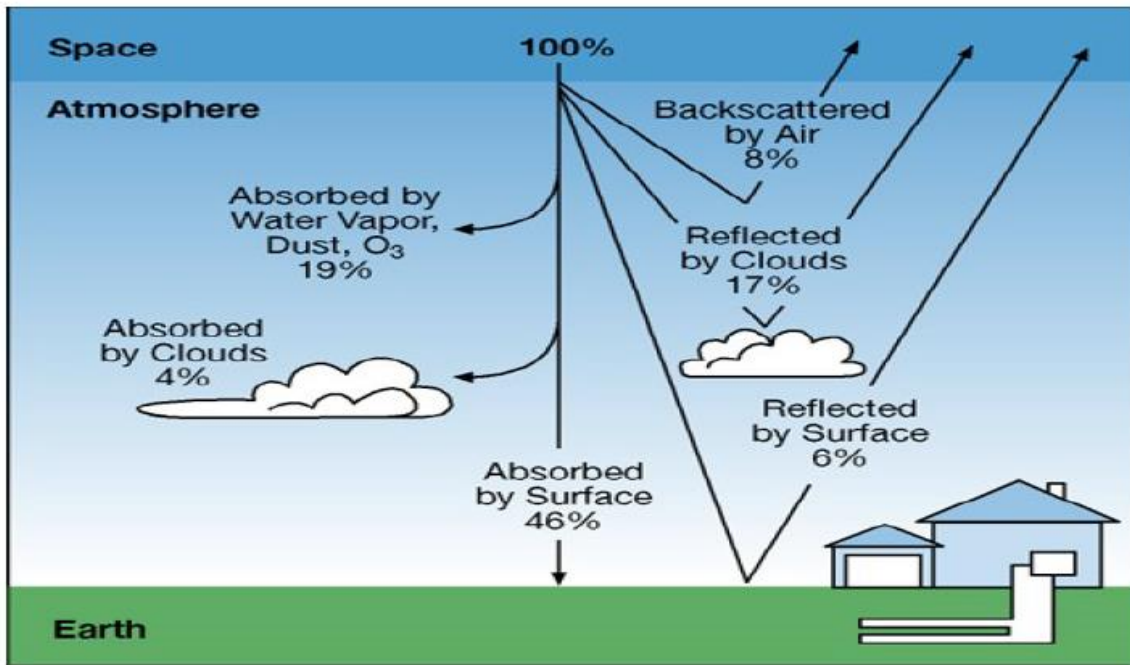 Space
100%
Atmosphere
Backscattered
by Air
8%
Absorbed by
Water Vapor,
Dust, O₃
19%
Reflected
by Clouds
17%
Absorbed
by Clouds
4%
Reflected
by Surface
6%
Absorbed
by Surface
46%
Earth